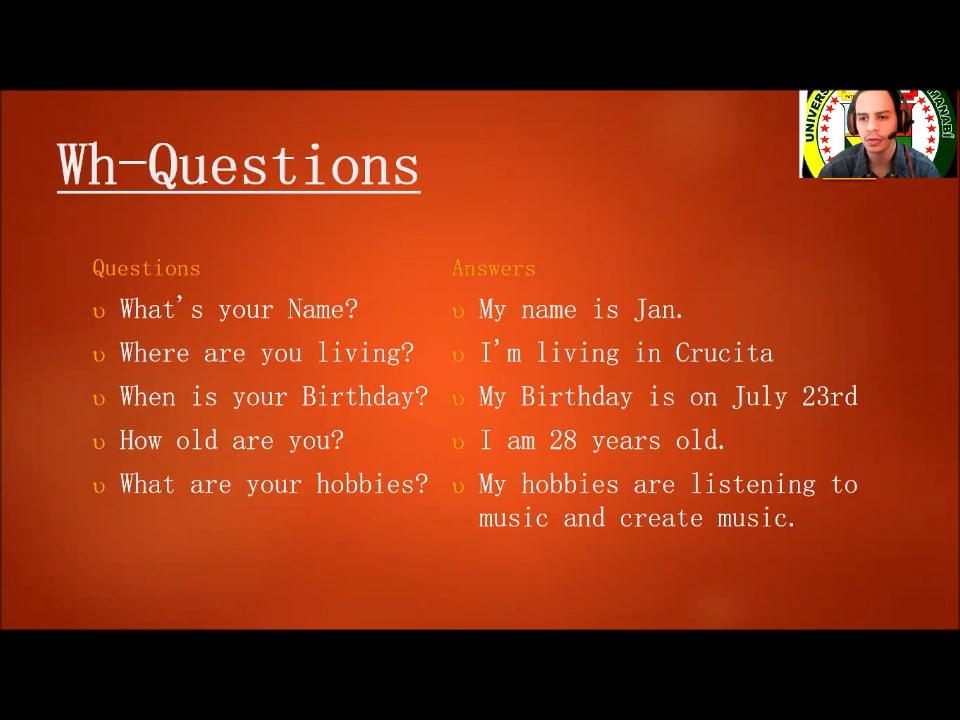 UNIVERS
MANABÍ
Wh-Questions
Questions
What's your Name?
Where are you living?
When is your Birthday?
How old are you?
What are your hobbies?
Answers
My name is Jan.
I'm living in Crucita
My Birthday is on July 23rd
I am 28 years old.
My hobbies are listening to
music and create music.